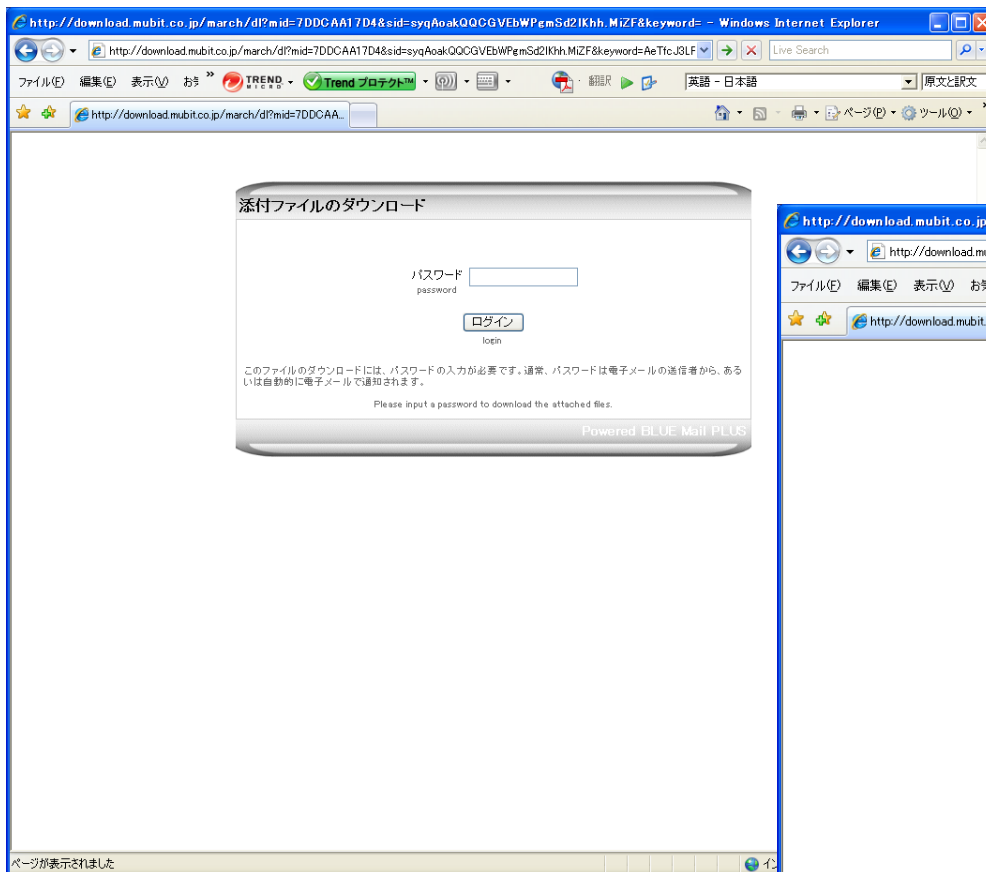 http://download.mubit.co.jp/march/dl?mid=7DDCAA17D4&sid=syqAoakQQCGVEbWPgmSd2IKhh.MiZF&keyword= - Windows Internet Explorer
http://download.mubit.co.jp/march/dl?mid=7DDCAA17D4&sid=syqAoakQQCGVEbWPgmSd2IKhh.MiZF&keyword=AeTfcJ3LF Live Search
ファイル(F) 編集(E) 表示(V) お気 » TREND MICRO Trend プロテクト™ 翻訳 英語 - 日本語 原文と訳文
http://download.mubit.co.jp/march/dl?mid=7DDCAA... ページ(P) ツール(O) »
添付ファイルのダウンロード
パスワード
password
ログイン
login
このファイルのダウンロードには、パスワードの入力が必要です。通常、パスワードは電子メールの送信者から、ある
いは自動的に電子メールで通知されます。
Please input a password to download the attached files.
Powered BLUE Mail PLUS
http://download.mubit.co.jp
http://download.mu
ファイル(F) 編集(E) 表示(V) お気
http://download.mubit.
ページが表示されました イン